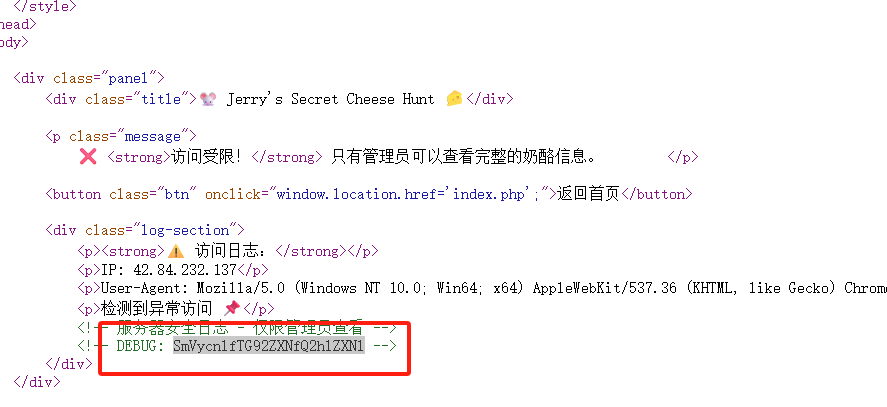 </style>
head>
ody>
<div class="panel">
<div class="title">🐭 Jerry's Secret Cheese Hunt 🧀</div>
<p class="message">
❌ <strong>访问受限! </strong> 只有管理员可以查看完整的奶酪信息。 </p>
<button class="btn" onclick="window.location.href='index.php';">返回首页</button>
<div class="log-section">
<p><strong>⚠️ 访问日志: </strong></p>
<p>IP: 42.84.232.137</p>
<p>User-Agent: Mozilla/5.0 (Windows NT 10.0; Win64; x64) AppleWebKit/537.36 (KHTML, like Gecko) Chrom
<p>检测到异常访问 📌</p>
<!-- 服务器安全日志 - 仅限管理员查看 -->
<!-- DEBUG: SmVycnlfTG92ZXNfQ2hlZXNl -->
</div>
</div>